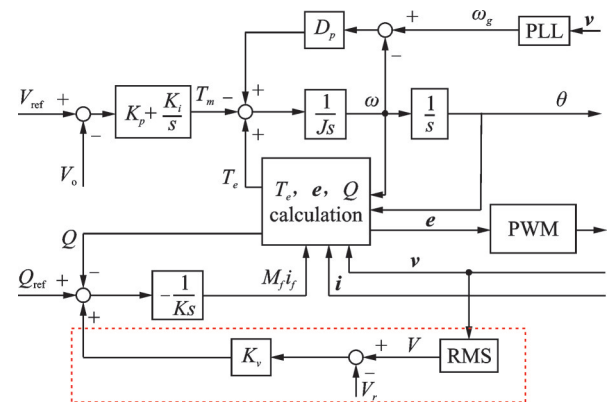 D_p + ω_g PLL v
−
V_ref + K_p + K_i/s T_m − + 1/Js ω 1/s θ
− +
V_o T_e T_e, e, Q
calculation e PWM
Q v
Q_ref + − −1/Ks M_f i_f i
+ K_v + V RMS
− V_r